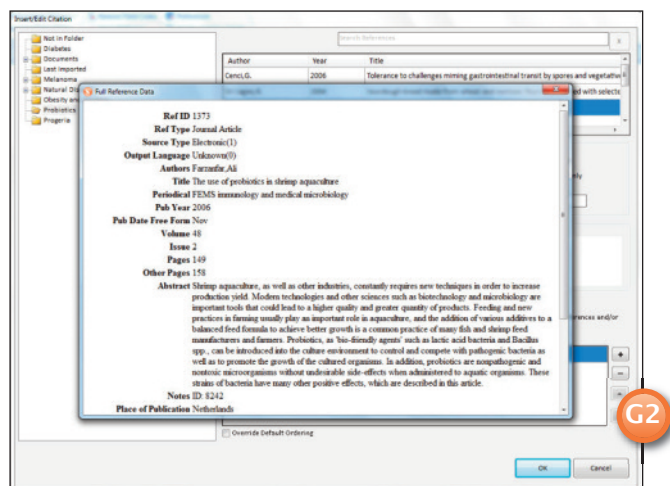 Insert/Edit Citation
Not in Folder
Diabetes
Documents
Last Imported
Melanoma
Natural Dis
Obesity an
Probiotics
Progeria
Search References
x
Author Year Title
Cenci,G. 2006 Tolerance to challenges miming gastrointestinal transit by spores and vegetative
ed with selecte
Full Reference Data
Ref ID 1373
Ref Type Journal Article
Source Type Electronic(1)
Output Language Unknown(0)
Authors Farzanfar,Ali
Title The use of probiotics in shrimp aquaculture
Periodical FEMS immunology and medical microbiology
Pub Year 2006
Pub Date Free Form Nov
Volume 48
Issue 2
Pages 149
Other Pages 158
Abstract Shrimp aquaculture, as well as other industries, constantly requires new techniques in order to increase
production yield. Modern technologies and other sciences such as biotechnology and microbiology are
important tools that could lead to a higher quality and greater quantity of products. Feeding and new
practices in farming usually play as important role in aquaculture, and the addition of various additives to a
balanced feed formula to achieve better growth is a common practice of many fish and shrimp feed
manufacturers and farmers. Probiotics, as 'bio-friendly agents' such as lactic acid bacteria and Bacillus
spp., can be introduced into the culture environment to control and compete with pathogenic bacteria as
well as to promote the growth of the cultured organisms. In addition, probiotics are nonpathogenic and
nontoxic microorganisms without undesirable side-effects when administered to aquatic organisms. These
strains of bacteria have many other positive effects, which are described in this article.
Notes ID: 8242
Place of Publication Netherlands
ely
erences and/or
G2
Override Default Ordering
OK Cancel